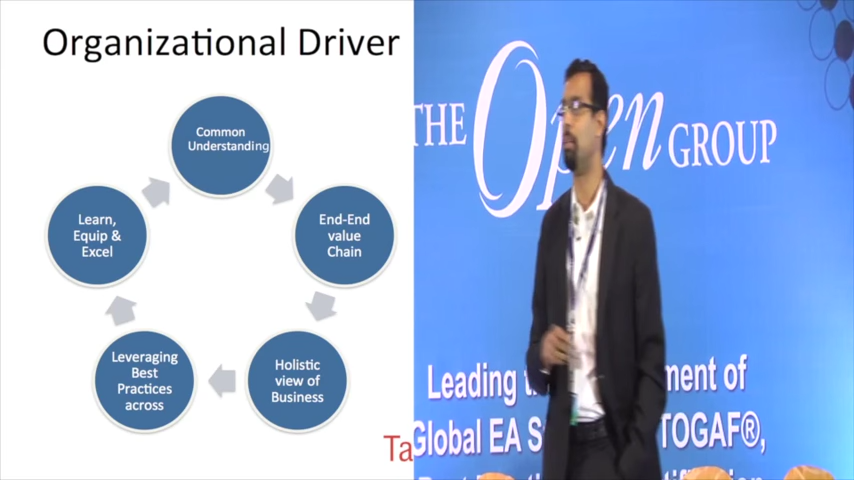 Organizational Driver
Common
Understanding
End-End
value
Chain
Holistic
view of
Business
Leveraging
Best
Practices
across
Learn,
Equip &
Excel
Ta
THE Open GROUP
Leading
ment of
Global EA S TOGAF®,